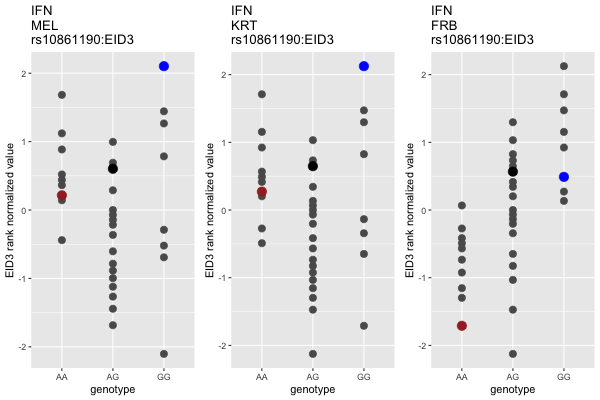 IFN
MEL
rs10861190:EID3
EID3 rank normalized value
2
1
0
-1
-2
AA AG GG
genotype
IFN
KRT
rs10861190:EID3
EID3 rank normalized value
2
1
0
-1
-2
AA AG GG
genotype
IFN
FRB
rs10861190:EID3
EID3 rank normalized value
2
1
0
-1
-2
AA AG GG
genotype